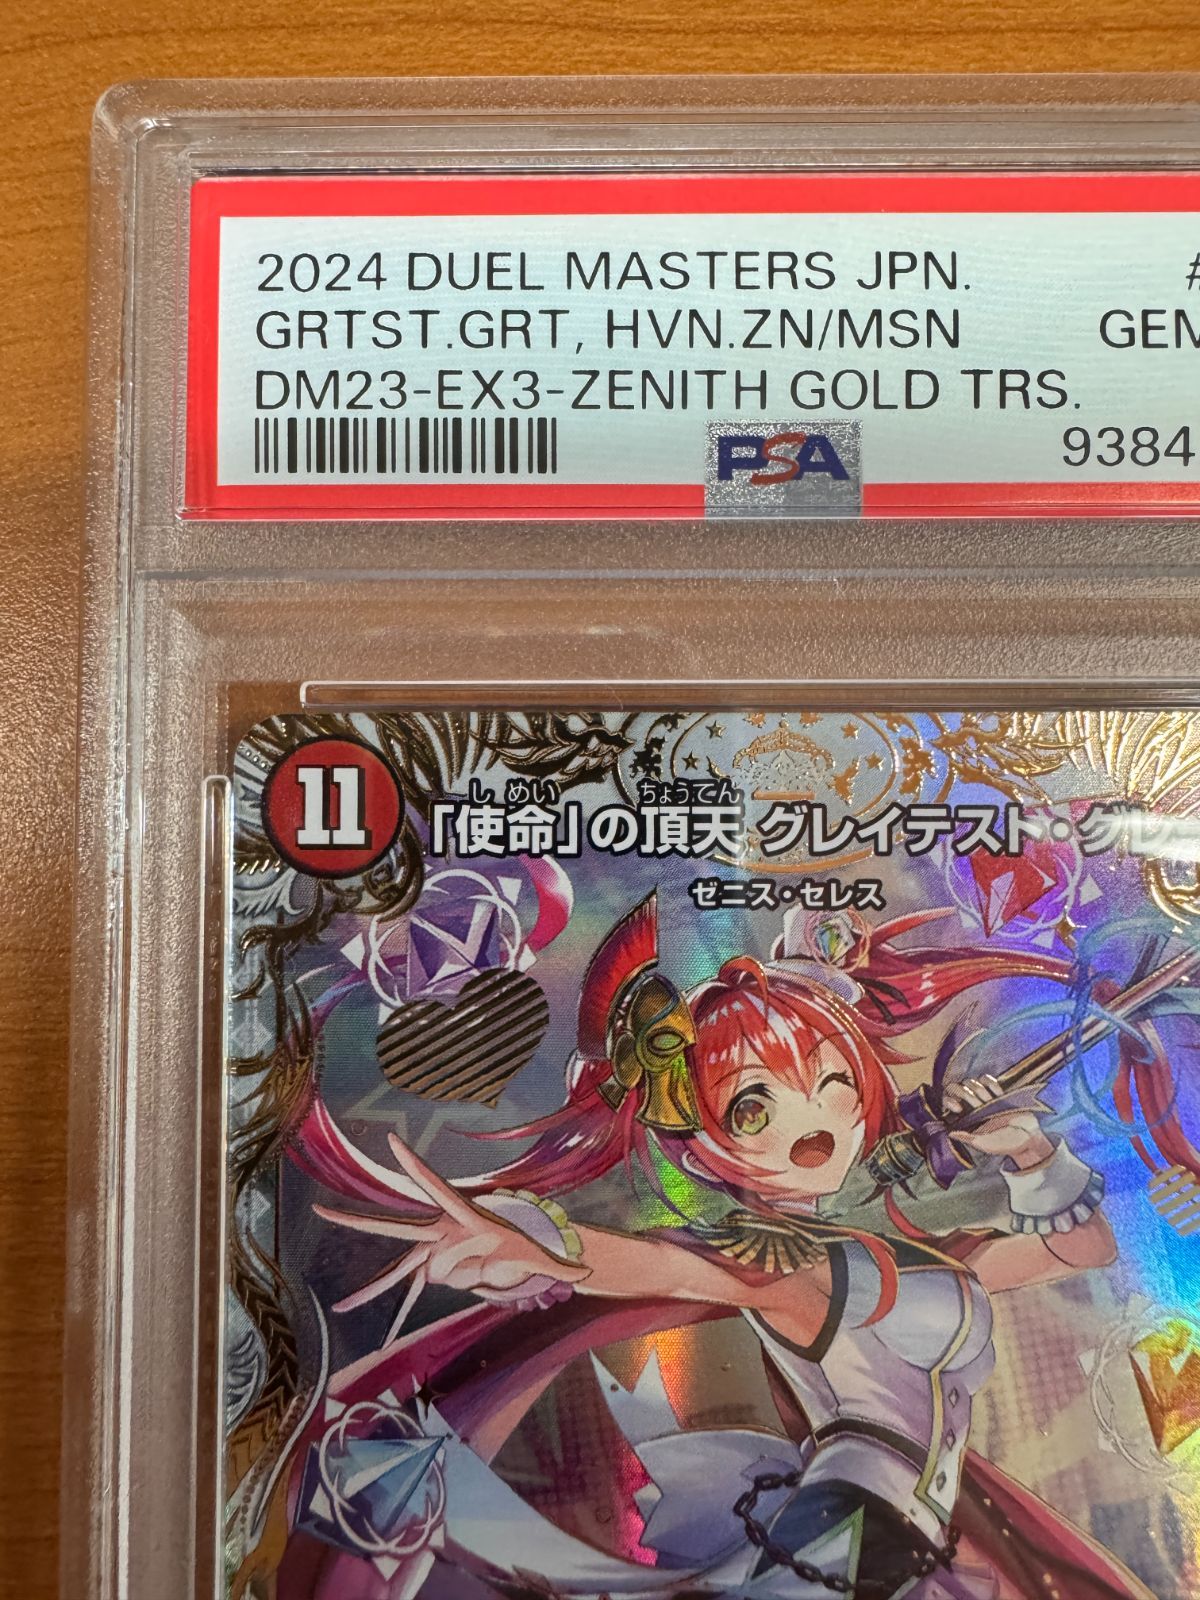 2024 DUEL MASTERS JPN. #
GRTST.GRT, HVN.ZN/MSN GEM
DM23-EX3-ZENITH GOLD TRS.
PSA 9384
11
しめい ちょうてん
「使命」の頂天 グレイテスト・グレ
ゼニス・セレス